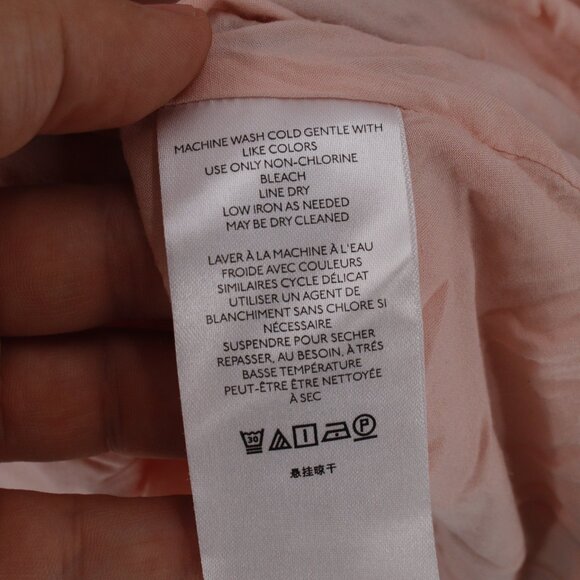 MACHINE WASH COLD GENTLE WITH
LIKE COLORS
USE ONLY NON-CHLORINE
BLEACH
LINE DRY
LOW IRON AS NEEDED
MAY BE DRY CLEANED
LAVER À LA MACHINE À L'EAU
FROIDE AVEC COULEURS
SIMILAIRES CYCLE DÉLICAT
UTILISER UN AGENT DE
BLANCHIMENT SANS CHLORE SI
NÉCESSAIRE
SUSPENDRE POUR SECHER
REPASSER, AU BESOIN, À TRÉS
BASSE TEMPÉRATURE
PEUT-ÊTRE ÊTRE NETTOYÉE
À SEC
30 P
悬挂晾干